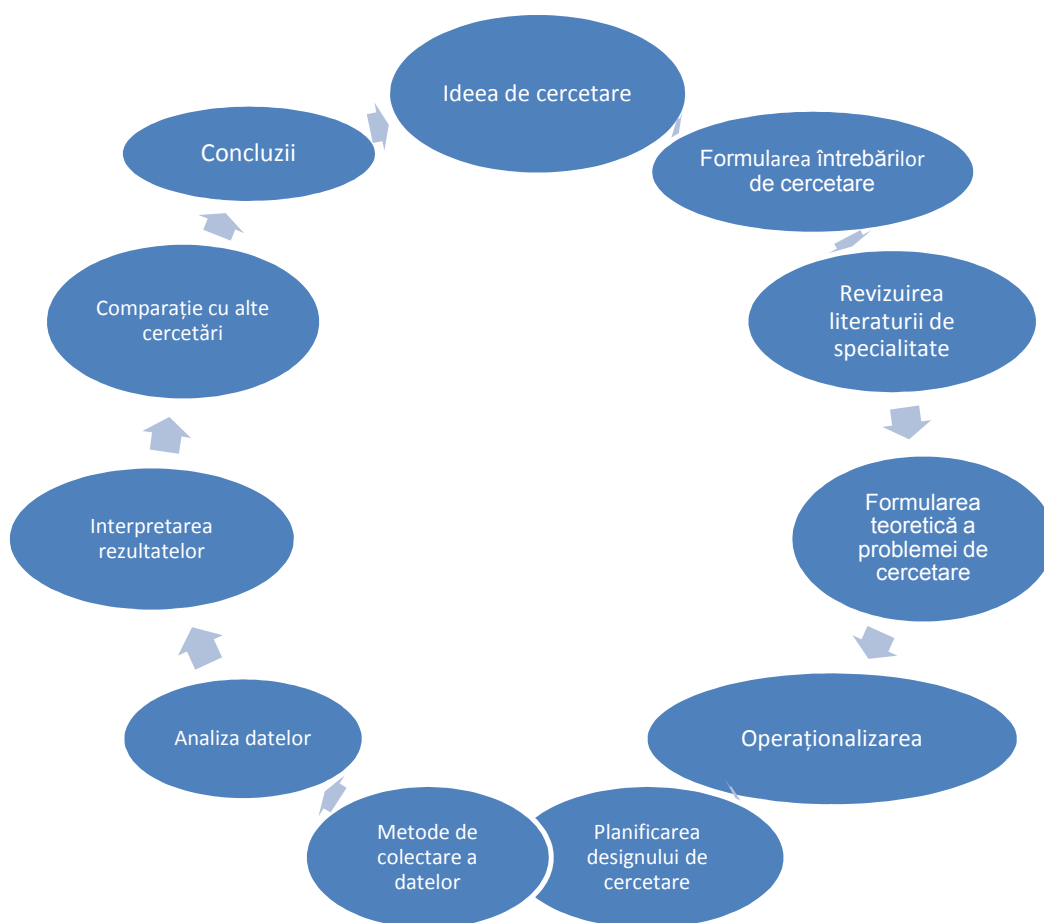 Ideea de cercetare
Formularea întrebărilor
de cercetare
Revizuirea
literaturii de
specialitate
Formularea
teoretică a
problemei de
cercetare
Operaționalizarea
Planificarea
designului de
cercetare
Metode de
colectare a
datelor
Analiza datelor
Interpretarea
rezultatelor
Comparație cu alte
cercetări
Concluzii